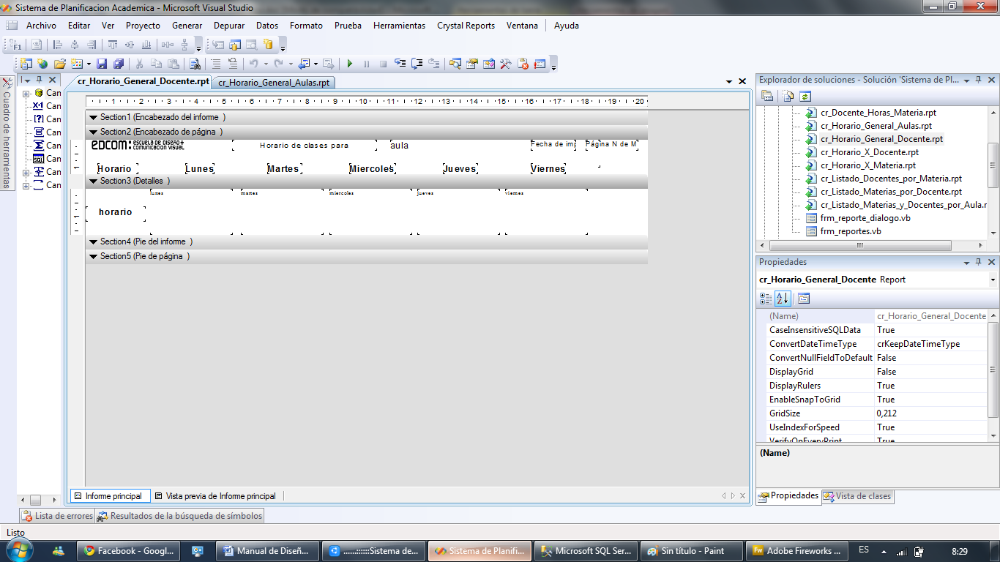 Sistema de Planificacion Academica - Microsoft Visual Studio
Archivo Editar Ver Proyecto Generar Depurar Datos Formato Prueba Herramientas Crystal Reports Ventana Ayuda
cr_Horario_General_Docente.rpt cr_Horario_General_Aulas.rpt
Cuadro de herramientas
Can
Can
Can
Can
Can
Can
Can
Can
1 2 3 4 5 6 7 8 9 10 11 12 13 14 15 16 17 18 19 20
Section1 (Encabezado del informe )
Section2 (Encabezado de página )
EDCOM: ESCUELA DE DISEÑO + COMUNICACION VISUAL
Horario de clases para aula Fecha de im Página N de M
Horario Lunes Martes Miercoles Jueves Viernes
Section3 (Detalles )
lunes martes miercoles jueves viernes
horario
Section4 (Pie del informe )
Section5 (Pie de página )
Informe principal Vista previa de Informe principal
Explorador de soluciones - Solución 'Sistema de Pl...
cr_Docente_Horas_Materia.rpt
cr_Horario_General_Aulas.rpt
cr_Horario_General_Docente.rpt
cr_Horario_X_Docente.rpt
cr_Horario_X_Materia.rpt
cr_Listado_Docentes_por_Materia.rpt
cr_Listado_Materias_por_Docente.rpt
cr_Listado_Materias_y_Docentes_por_Aula.r
frm_reporte_dialogo.vb
frm_reportes.vb
Propiedades
cr_Horario_General_Docente Report
(Name) cr_Horario_General_Docente
CaseInsensitiveSQLData True
ConvertDateTimeType crKeepDateTimeType
ConvertNullFieldToDefault False
DisplayGrid False
DisplayRulers True
EnableSnapToGrid True
GridSize 0,212
UseIndexForSpeed True
VerifyOnEveryPrint True
(Name)
Propiedades Vista de clases
Lista de errores Resultados de la búsqueda de símbolos
Listo
Facebook - Googl... Manual de Diseñ... .....::::::Sistema de... Sistema de Planifi... Microsoft SQL Ser... Sin título - Paint Adobe Fireworks ... ES 8:29